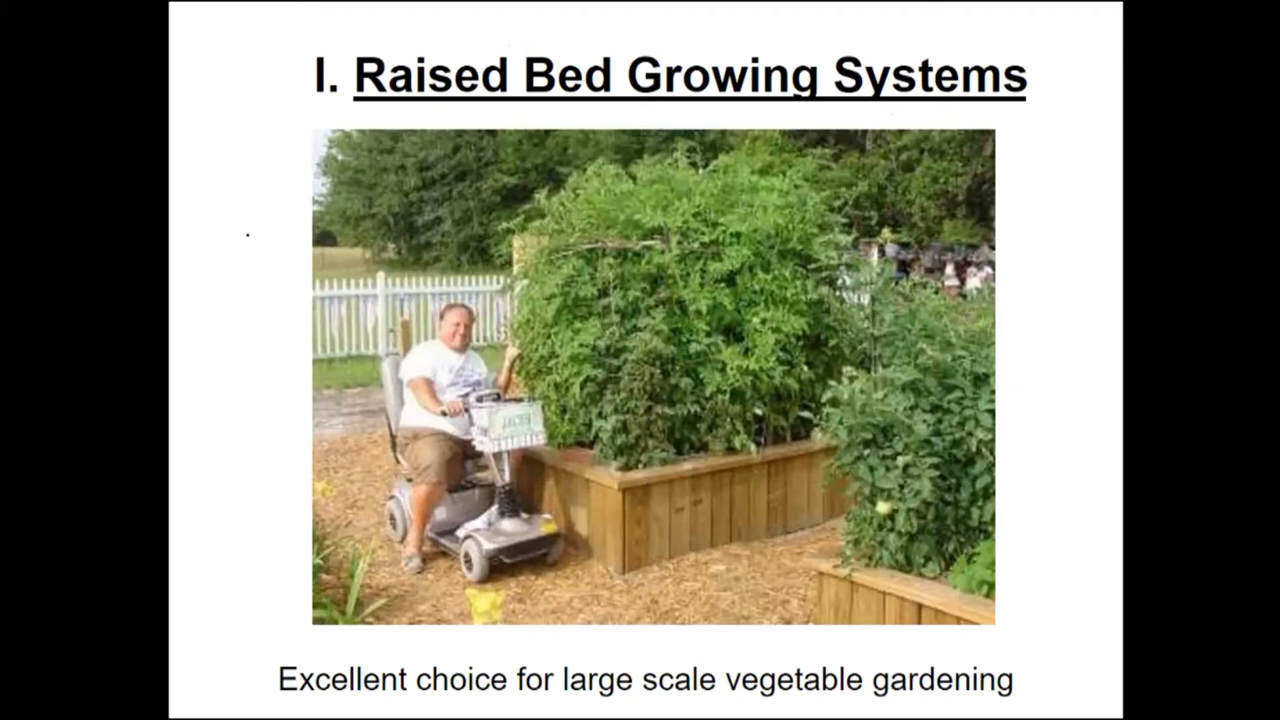 I. Raised Bed Growing Systems
Excellent choice for large scale vegetable gardening